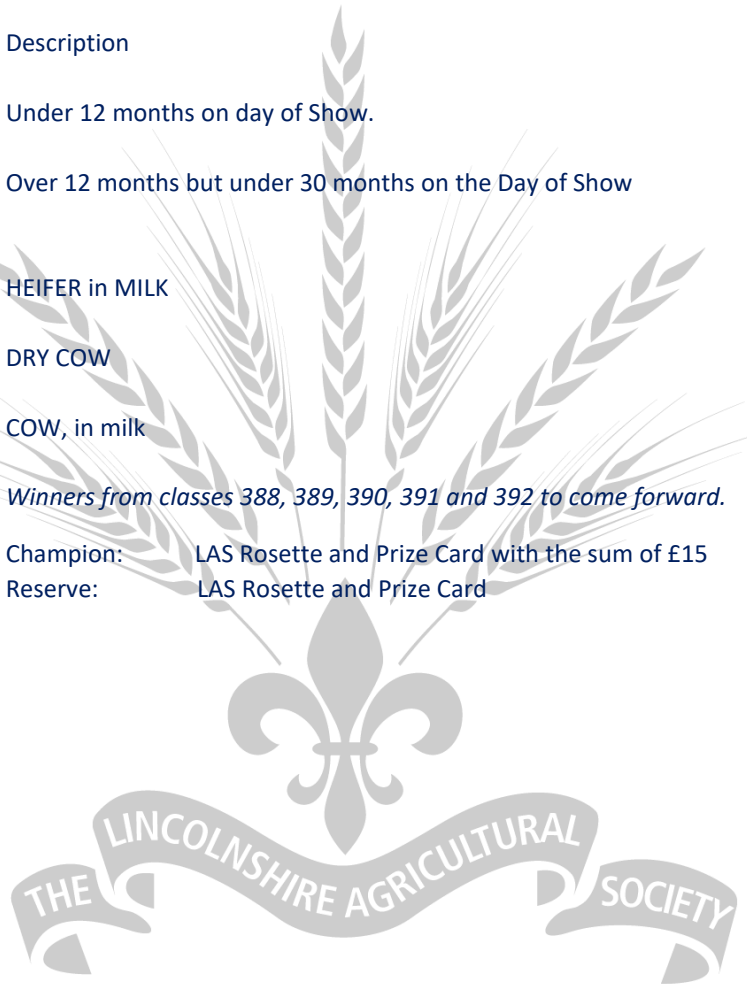 Description
Under 12 months on day of Show.
Over 12 months but under 30 months on the Day of Show
HEIFER in MILK
DRY COW
COW, in milk
Winners from classes 388, 389, 390, 391 and 392 to come forward.
Champion: LAS Rosette and Prize Card with the sum of £15
Reserve: LAS Rosette and Prize Card
THE LINCOLNSHIRE AGRICULTURAL SOCIETY